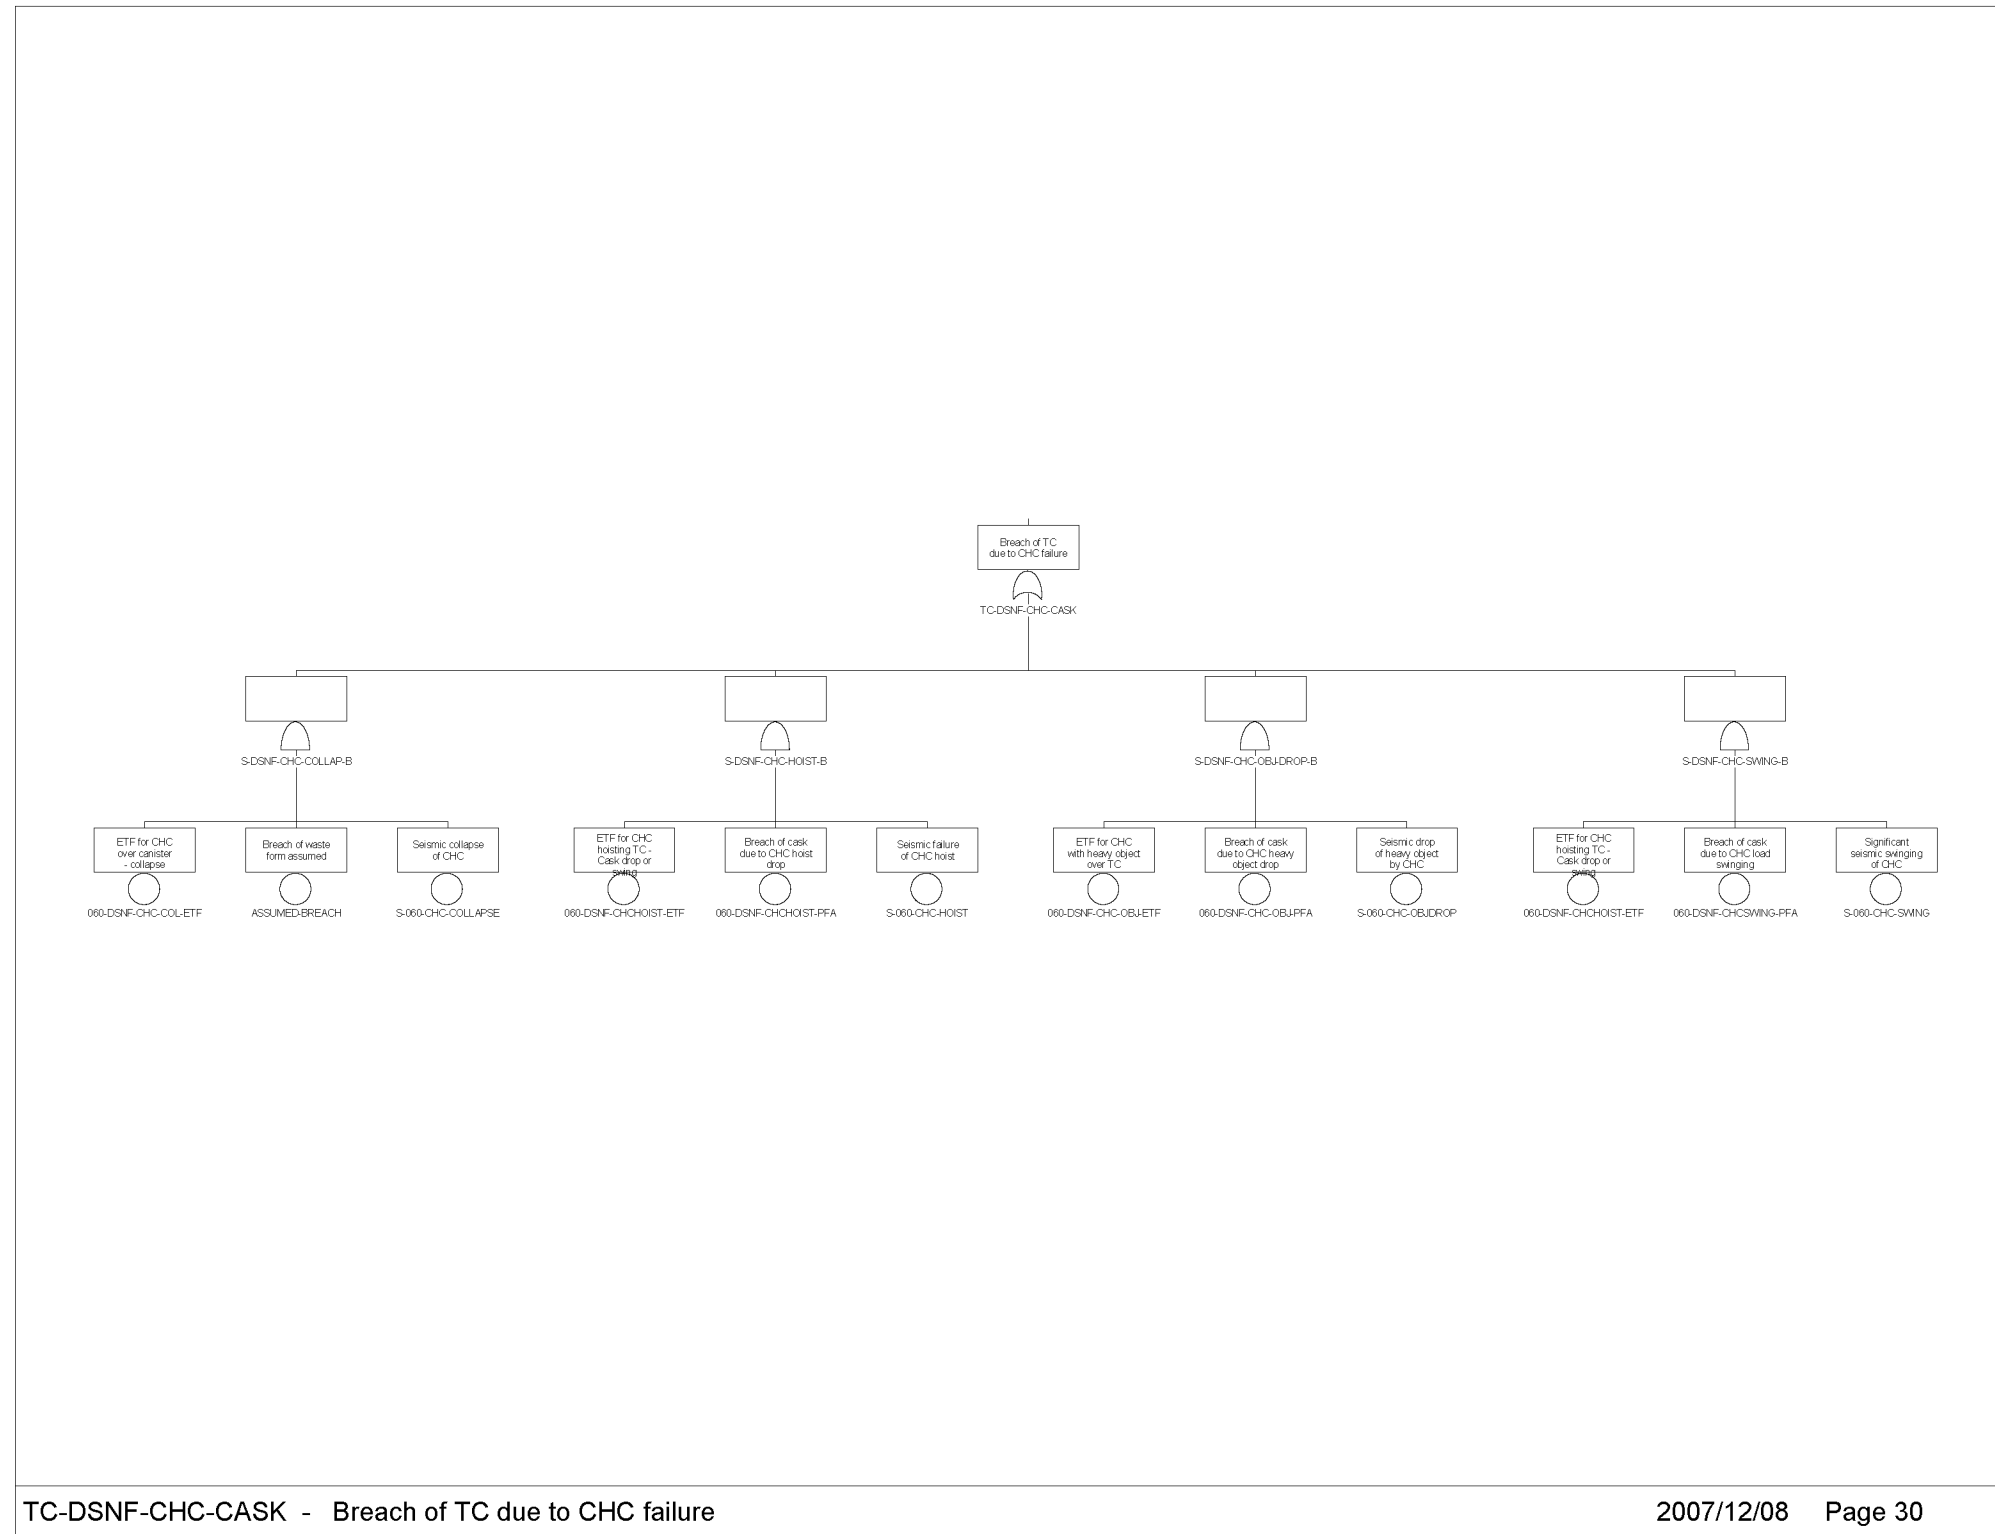 Breach of TC
due to CHC failure
TC-DSNF-CHC-CASK
S-DSNF-CHC-COLLAP-B
S-DSNF-CHC-HOIST-B
S-DSNF-CHC-OBJ-DROP-B
S-DSNF-CHC-SWING-B
ETF for CHC
over canister
- collapse
060-DSNF-CHC-COL-ETF
Breach of waste
form assumed
ASSUMED-BREACH
Seismic collapse
of CHC
S-060-CHC-COLLAPSE
ETF for CHC
hoisting TC -
Cask drop or
swing
060-DSNF-CHCHOIST-ETF
Breach of cask
due to CHC hoist
drop
060-DSNF-CHCHOIST-PFA
Seismic failure
of CHC hoist
S-060-CHC-HOIST
ETF for CHC
with heavy object
over TC
060-DSNF-CHC-OBJ-ETF
Breach of cask
due to CHC heavy
object drop
060-DSNF-CHC-OBJ-PFA
Seismic drop
of heavy object
by CHC
S-060-CHC-OBJDROP
ETF for CHC
hoisting TC -
Cask drop or
swing
060-DSNF-CHCHOIST-ETF
Breach of cask
due to CHC load
swinging
060-DSNF-CHCSWING-PFA
Significant
seismic swinging
of CHC
S-060-CHC-SWING
TC-DSNF-CHC-CASK - Breach of TC due to CHC failure
2007/12/08 Page 30